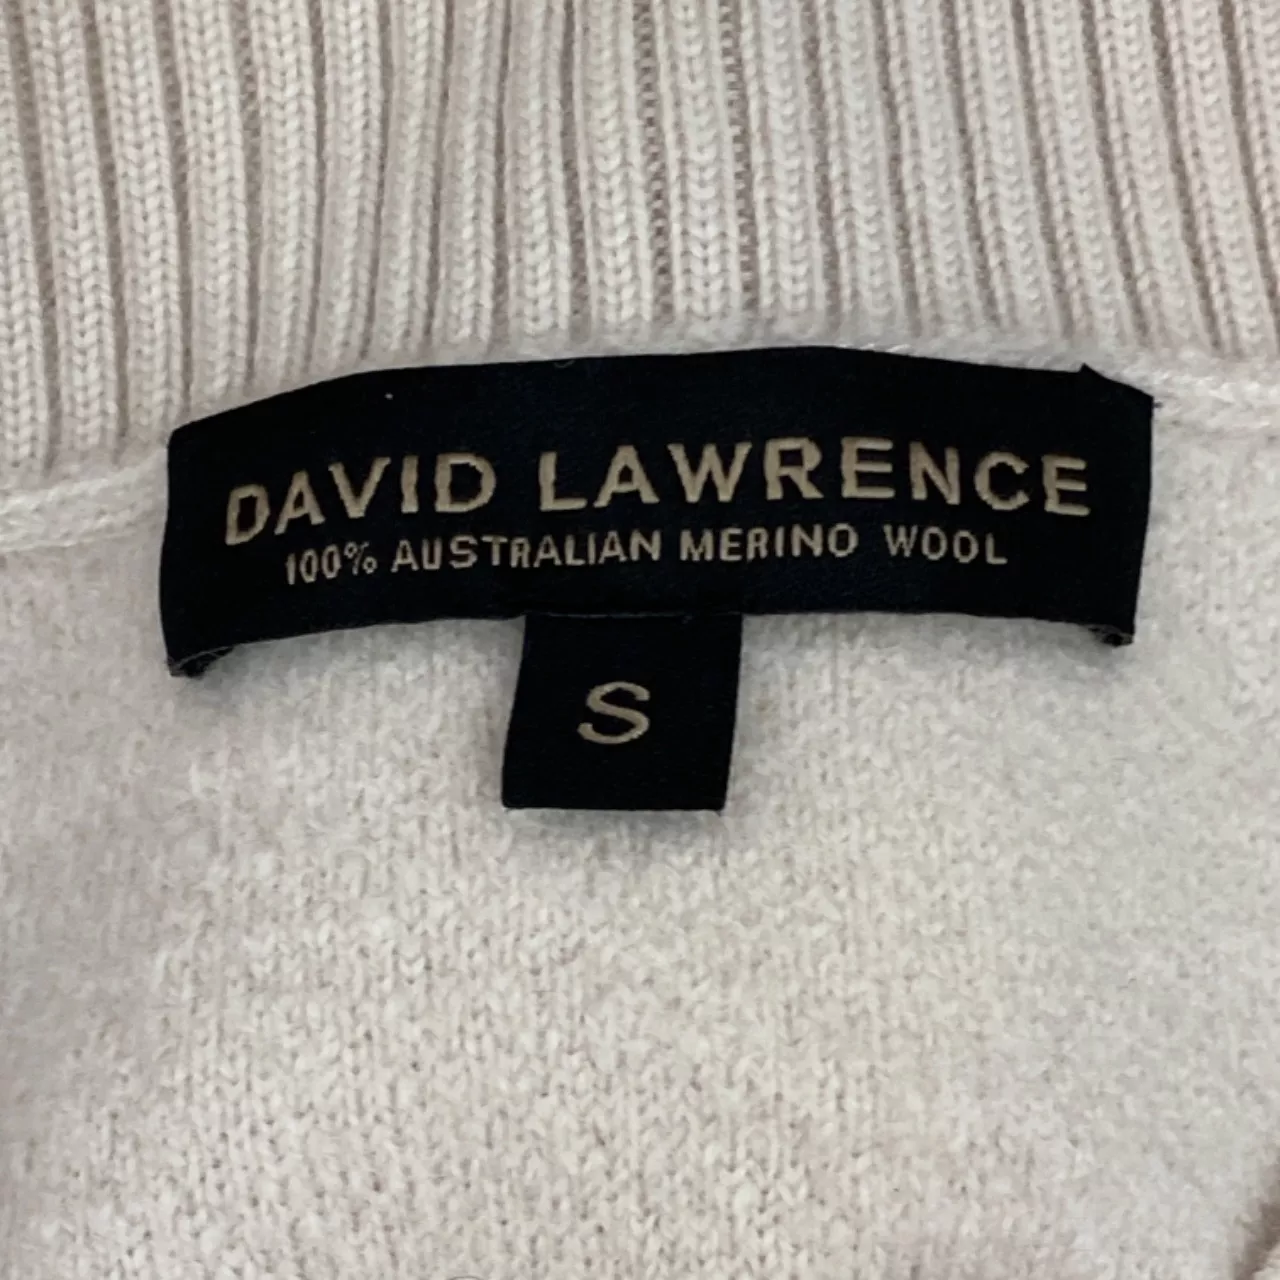 DAVID LAWRENCE
100% AUSTRALIAN MERINO WOOL
S